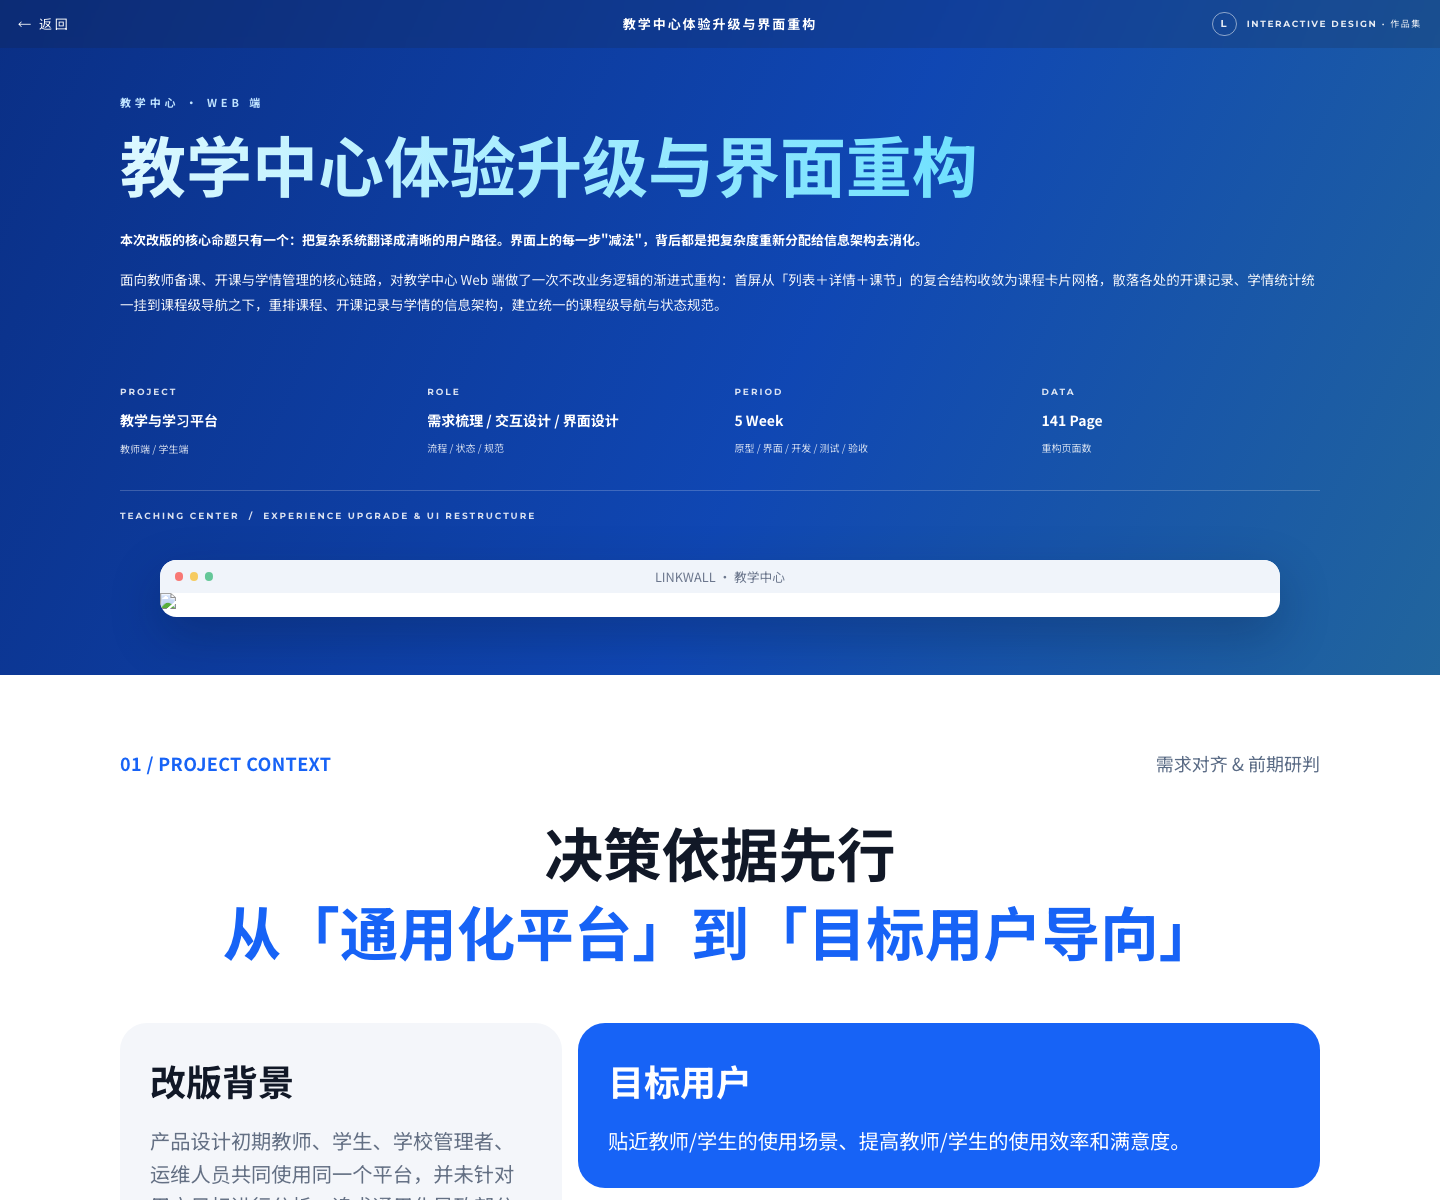 ← 返回
教学中心体验升级与界面重构
L INTERACTIVE DESIGN · 作品集
教学中心 · WEB 端
教学中心体验升级与界面重构
本次改版的核心命题只有一个：把复杂系统翻译成清晰的用户路径。界面上的每一步"减法"，背后都是把复杂度重新分配给信息架构去消化。
面向教师备课、开课与学情管理的核心链路，对教学中心 Web 端做了一次不改业务逻辑的渐进式重构：首屏从「列表＋详情＋课节」的复合结构收敛为课程卡片网格，散落各处的开课记录、学情统计统
一挂到课程级导航之下，重排课程、开课记录与学情的信息架构，建立统一的课程级导航与状态规范。
PROJECT
教学与学习平台
教师端 / 学生端
ROLE
需求梳理 / 交互设计 / 界面设计
流程 / 状态 / 规范
PERIOD
5 Week
原型 / 界面 / 开发 / 测试 / 验收
DATA
141 Page
重构页面数
TEACHING CENTER / EXPERIENCE UPGRADE & UI RESTRUCTURE
LINKWALL · 教学中心
01 / PROJECT CONTEXT
需求对齐 & 前期研判
决策依据先行
从「通用化平台」到「目标用户导向」
改版背景
产品设计初期教师、学生、学校管理者、
运维人员共同使用同一个平台，并未针对
目标用户
贴近教师/学生的使用场景、提高教师/学生的使用效率和满意度。